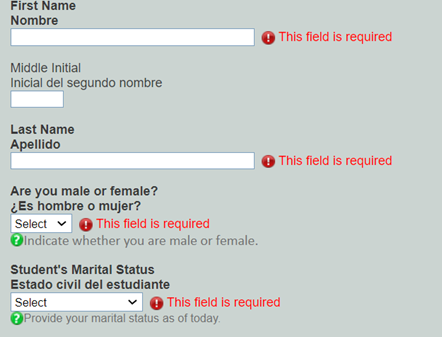 First Name
Nombre
This field is required
Middle Initial
Inicial del segundo nombre
Last Name
Apellido
This field is required
Are you male or female?
¿Es hombre o mujer?
Select This field is required
Indicate whether you are male or female.
Student's Marital Status
Estado civil del estudiante
Select This field is required
Provide your marital status as of today.